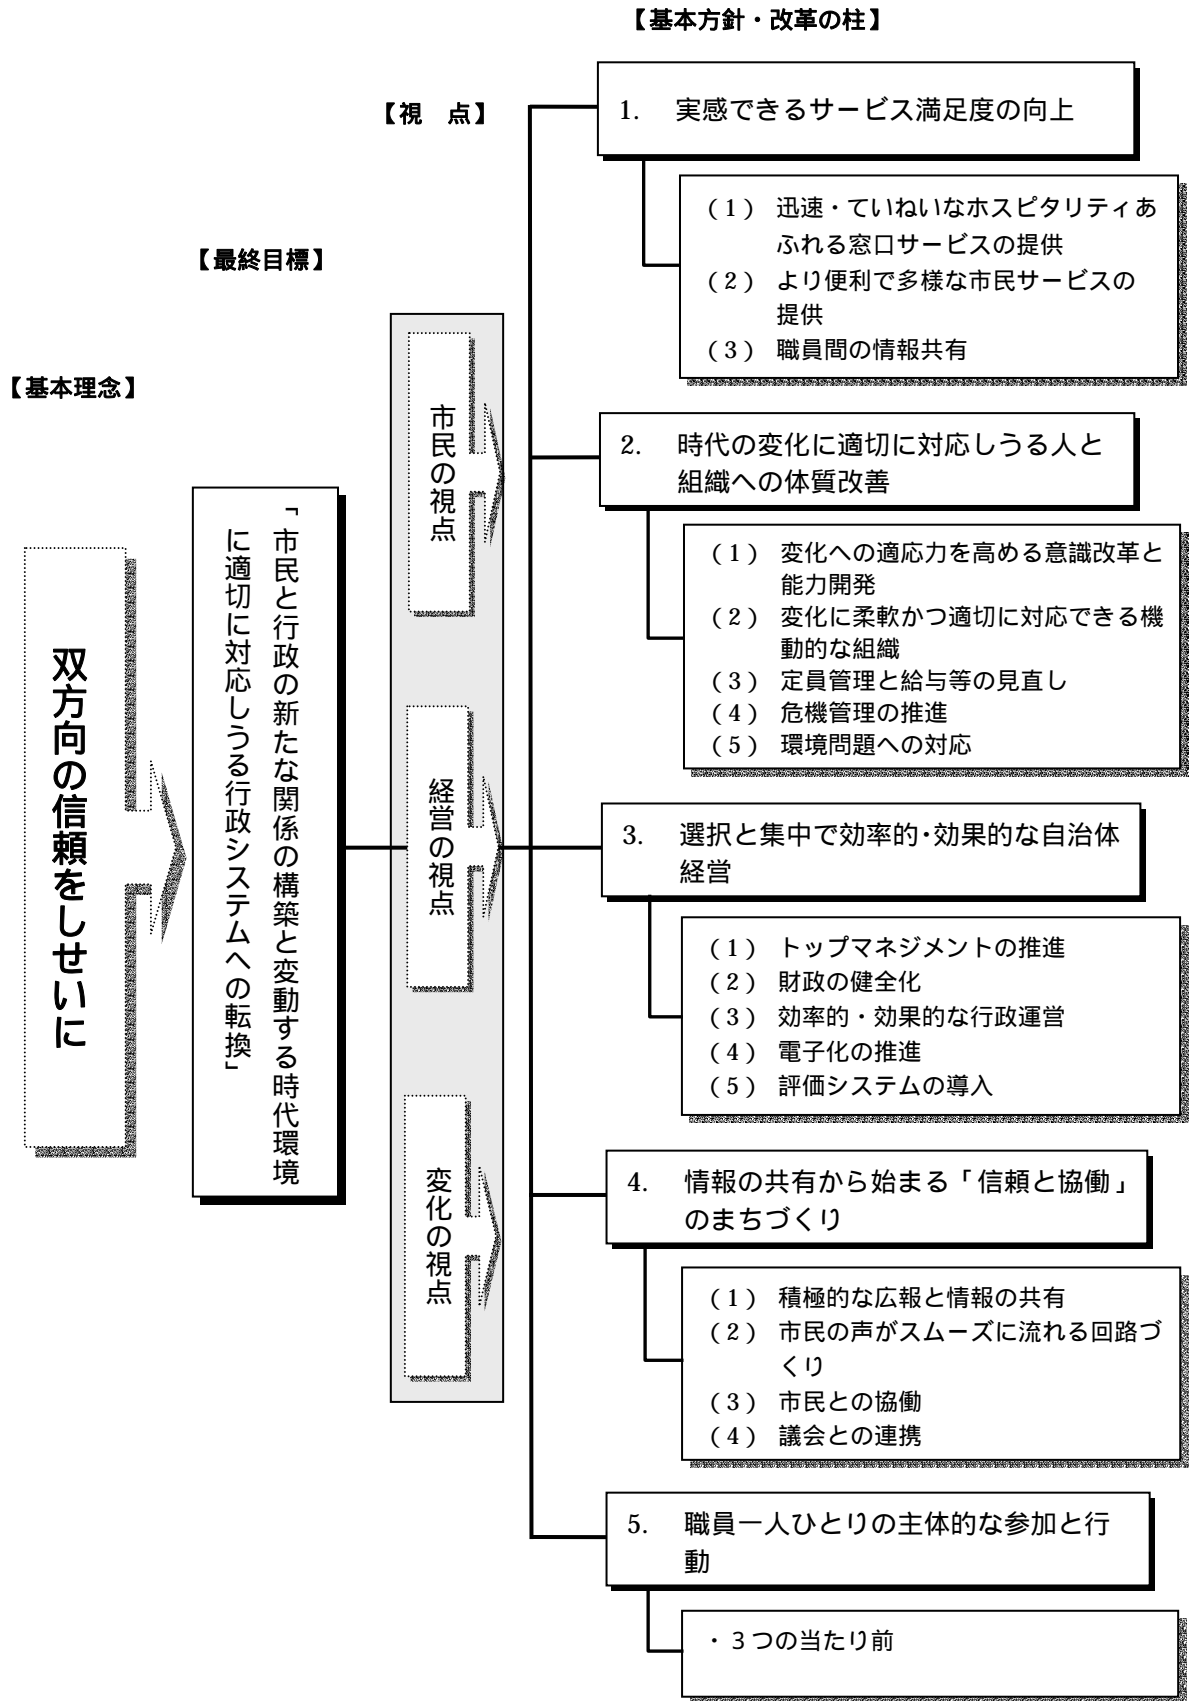 【基本理念】
双方向の信頼をしせいに
【最終目標】
「市民と行政の新たな関係の構築と変動する時代環境
に適切に対応しうる行政システムへの転換」
【視　点】
市民の視点
経営の視点
変化の視点
【基本方針・改革の柱】
1.　実感できるサービス満足度の向上
（1）　迅速・ていねいなホスピタリティあ
ふれる窓口サービスの提供
（2）　より便利で多様な市民サービスの
提供
（3）　職員間の情報共有
2.　時代の変化に適切に対応しうる人と
組織への体質改善
（1）　変化への適応力を高める意識改革と
能力開発
（2）　変化に柔軟かつ適切に対応できる機
動的な組織
（3）　定員管理と給与等の見直し
（4）　危機管理の推進
（5）　環境問題への対応
3.　選択と集中で効率的･効果的な自治体
経営
（1）　トップマネジメントの推進
（2）　財政の健全化
（3）　効率的・効果的な行政運営
（4）　電子化の推進
（5）　評価システムの導入
4.　情報の共有から始まる「信頼と協働」
のまちづくり
（1）　積極的な広報と情報の共有
（2）　市民の声がスムーズに流れる回路づ
くり
（3）　市民との協働
（4）　議会との連携
5.　職員一人ひとりの主体的な参加と行
動
・３つの当たり前